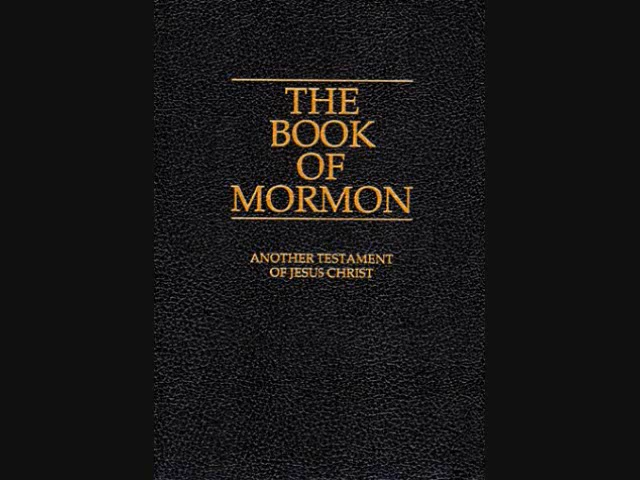 THE
BOOK
OF
MORMON
ANOTHER TESTAMENT
OF JESUS CHRIST